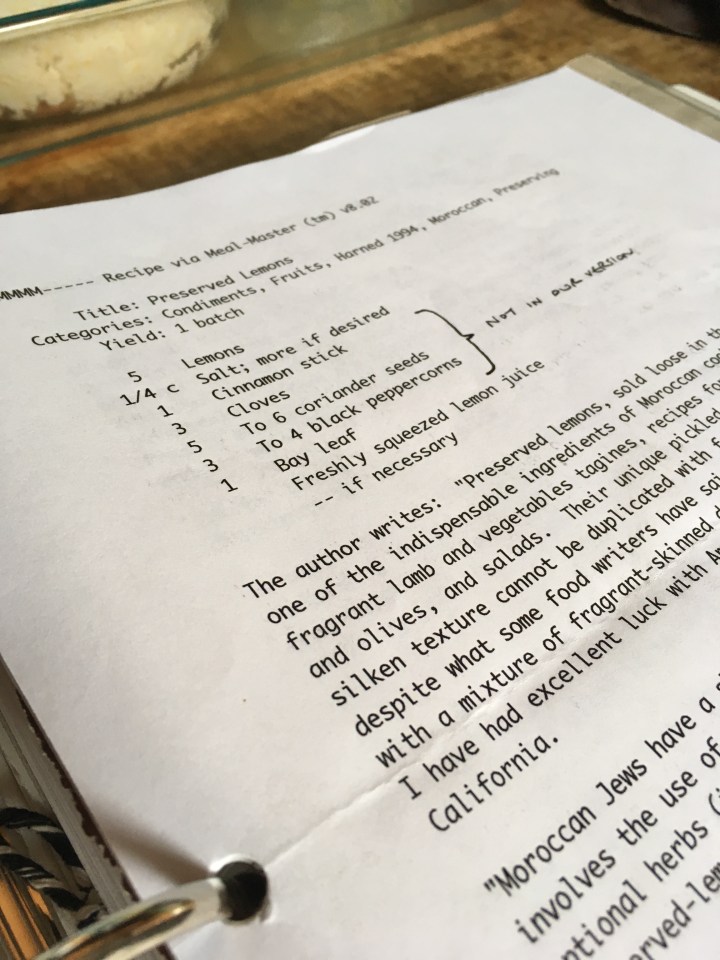 MMMM----- Recipe via Meal-Master (tm) v8.02
Title: Preserved Lemons
Categories: Condiments, Fruits, Harned 1994, Moroccan, Preserving
Yield: 1 batch
5 Lemons
1/4 c Salt; more if desired
1 Cinnamon stick
3 Cloves
5 To 6 coriander seeds
3 To 4 black peppercorns
1 Bay leaf
Freshly squeezed lemon juice
-- if necessary
NOT IN OUR VERSION
The author writes: "Preserved lemons, sold loose in
one of the indispensable ingredients of Moroccan
fragrant lamb and vegetables tagines, recipes
and olives, and salads. Their unique pickled
silken texture cannot be duplicated with
despite what some food writers have
with a mixture of fragrant-skinned
I have had excellent luck with
California.
"Moroccan Jews have a
involves the use of